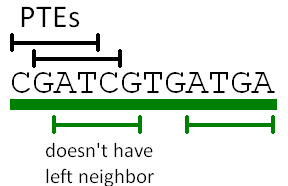 PTEs
CGATCGTGATGA
doesn't have
left neighbor